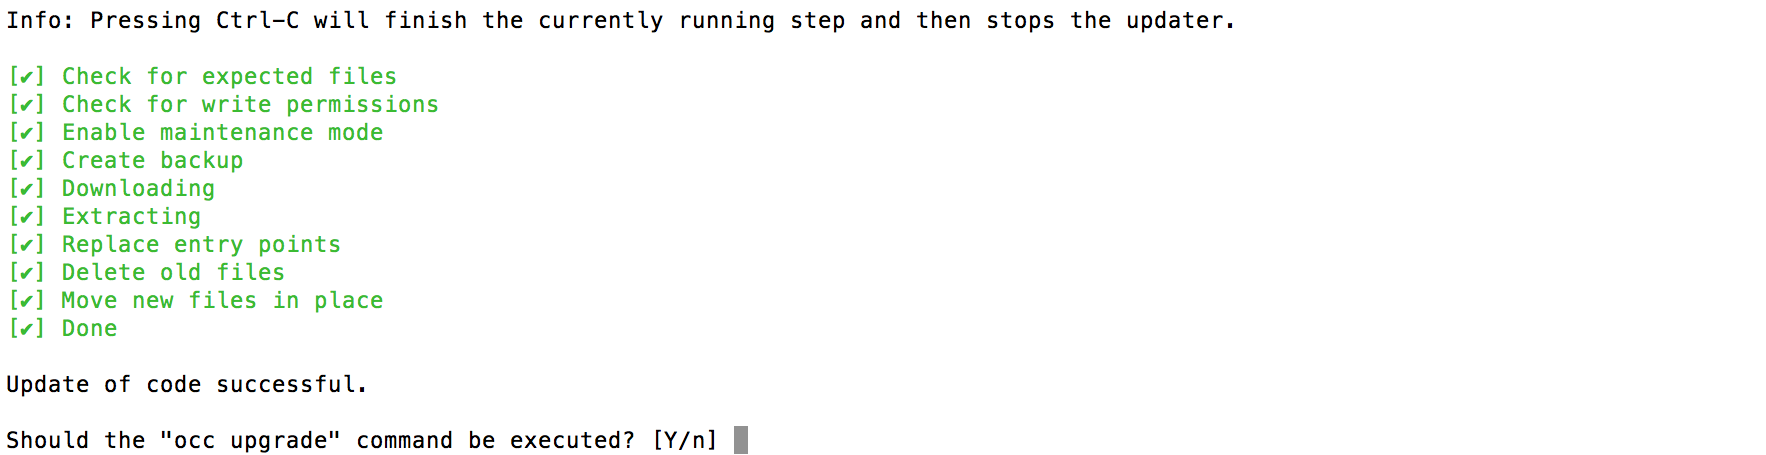 Info: Pressing Ctrl-C will finish the currently running step and then stops the updater.
[✔] Check for expected files
[✔] Check for write permissions
[✔] Enable maintenance mode
[✔] Create backup
[✔] Downloading
[✔] Extracting
[✔] Replace entry points
[✔] Delete old files
[✔] Move new files in place
[✔] Done
Update of code successful.
Should the "occ upgrade" command be executed? [Y/n]